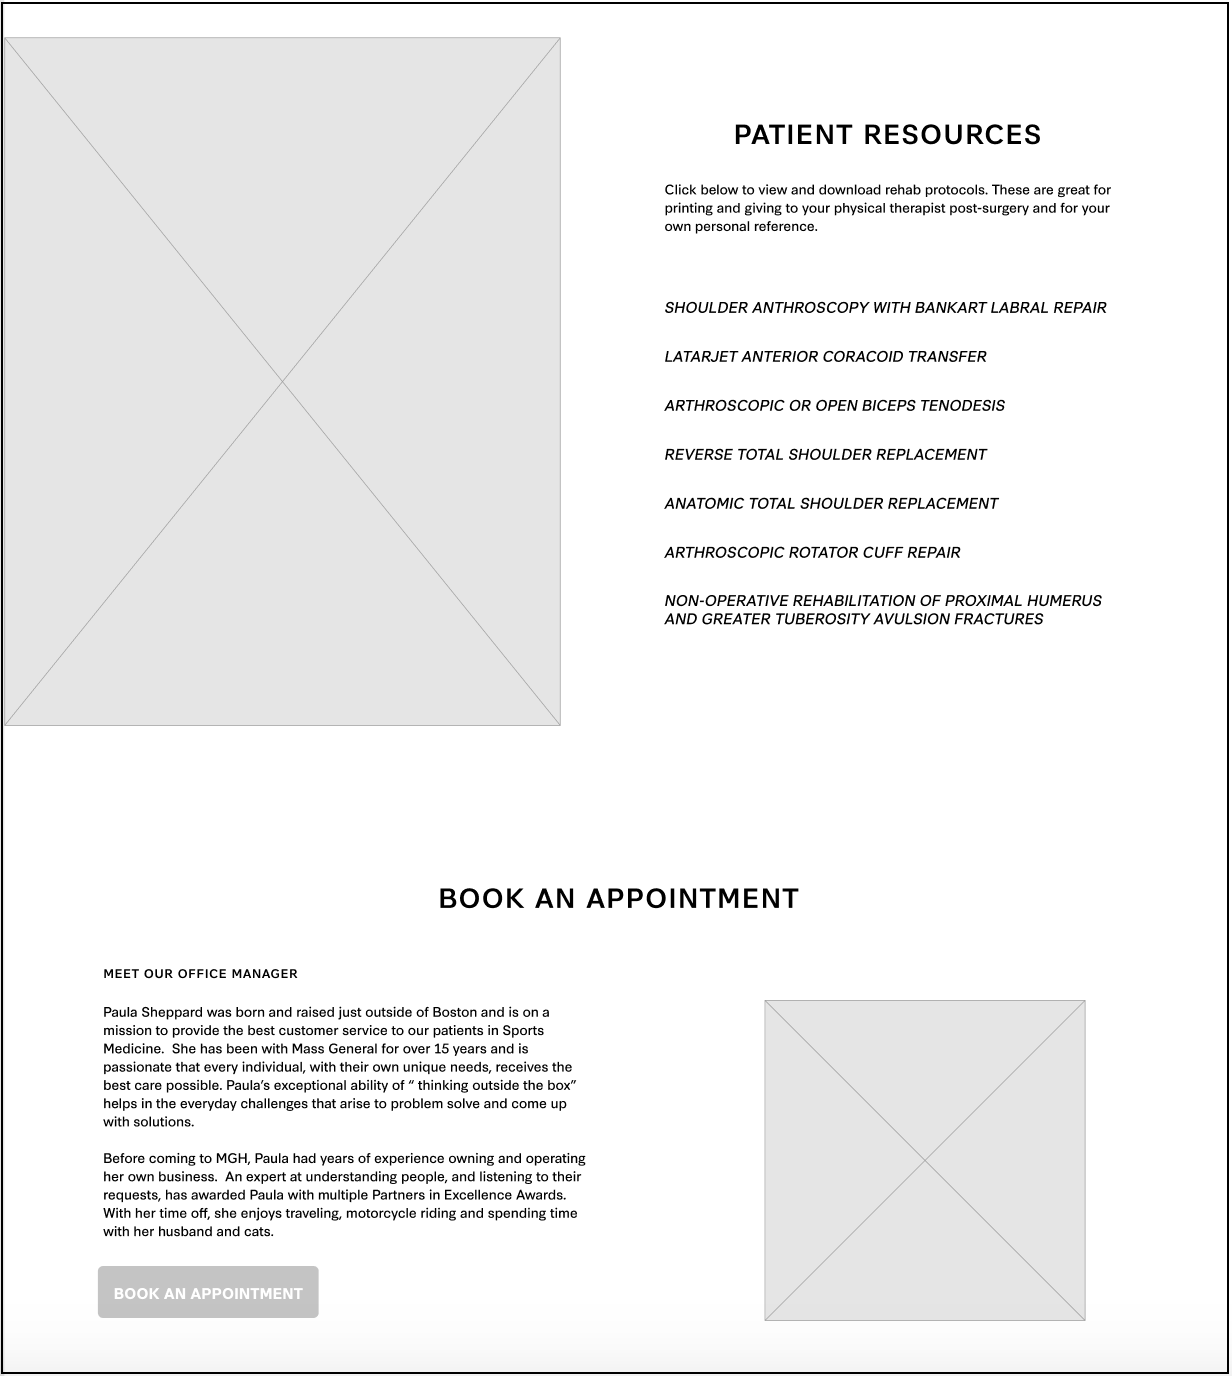 PATIENT RESOURCES
Click below to view and download rehab protocols. These are great for
printing and giving to your physical therapist post-surgery and for your
own personal reference.
SHOULDER ANTHROSCOPY WITH BANKART LABRAL REPAIR
LATARJET ANTERIOR CORACOID TRANSFER
ARTHROSCOPIC OR OPEN BICEPS TENODESIS
REVERSE TOTAL SHOULDER REPLACEMENT
ANATOMIC TOTAL SHOULDER REPLACEMENT
ARTHROSCOPIC ROTATOR CUFF REPAIR
NON-OPERATIVE REHABILITATION OF PROXIMAL HUMERUS
AND GREATER TUBEROSITY AVULSION FRACTURES
BOOK AN APPOINTMENT
MEET OUR OFFICE MANAGER
Paula Sheppard was born and raised just outside of Boston and is on a
mission to provide the best customer service to our patients in Sports
Medicine.  She has been with Mass General for over 15 years and is
passionate that every individual, with their own unique needs, receives the
best care possible. Paula’s exceptional ability of “ thinking outside the box”
helps in the everyday challenges that arise to problem solve and come up
with solutions.
Before coming to MGH, Paula had years of experience owning and operating
her own business.  An expert at understanding people, and listening to their
requests, has awarded Paula with multiple Partners in Excellence Awards.
With her time off, she enjoys traveling, motorcycle riding and spending time
with her husband and cats.
BOOK AN APPOINTMENT